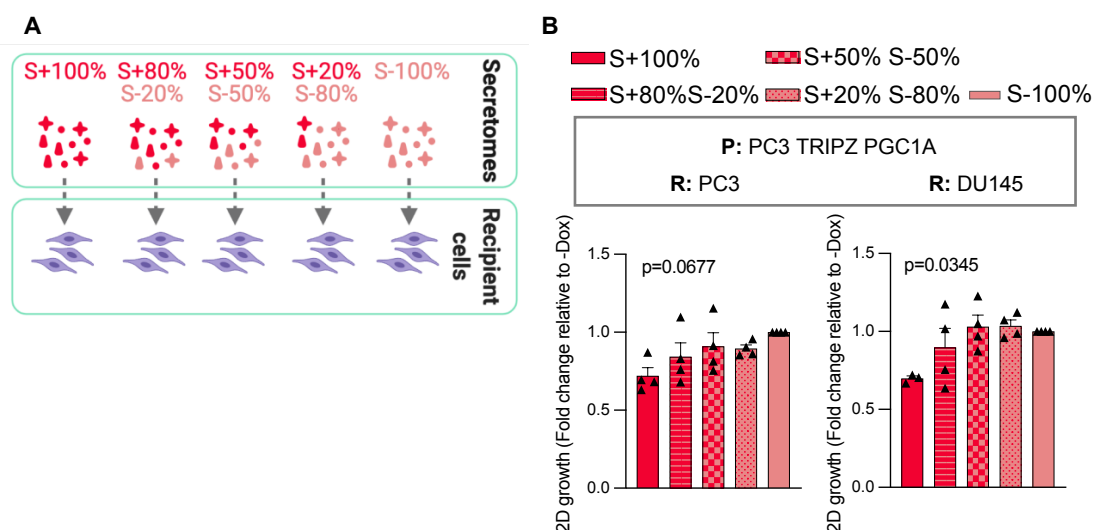 A
S+100% S+80% S+50% S+20% S-100%
S-20% S-50% S-80%
Secretomes
Recipient
cells
B
S+100% S+50% S-50%
S+80%S-20% S+20% S-80% S-100%
P: PC3 TRIPZ PGC1A
R: PC3 R: DU145
2D growth (Fold change relative to -Dox)
1.5
1.0
0.5
0.0
p=0.0677
2D growth (Fold change relative to -Dox)
1.5
1.0
0.5
0.0
p=0.0345